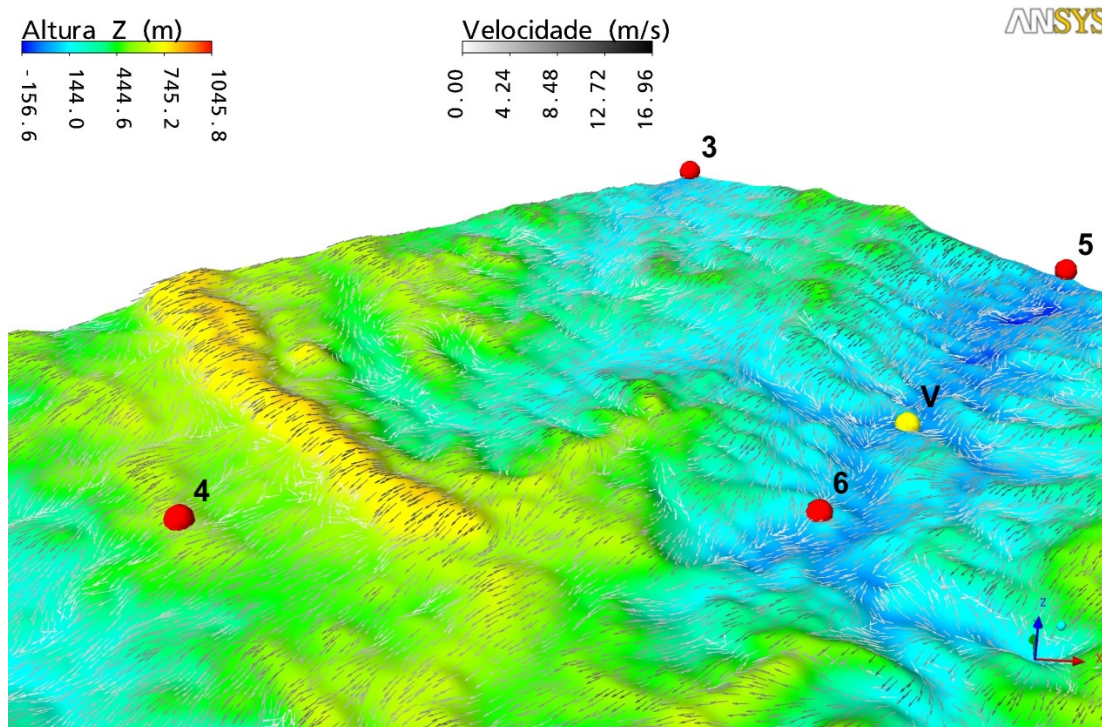 Altura Z (m)
-156.6
144.0
444.6
745.2
1045.8
Velocidade (m/s)
0.00
4.24
8.48
12.72
16.96
ANSYS
3
5
V
4
6
z
x